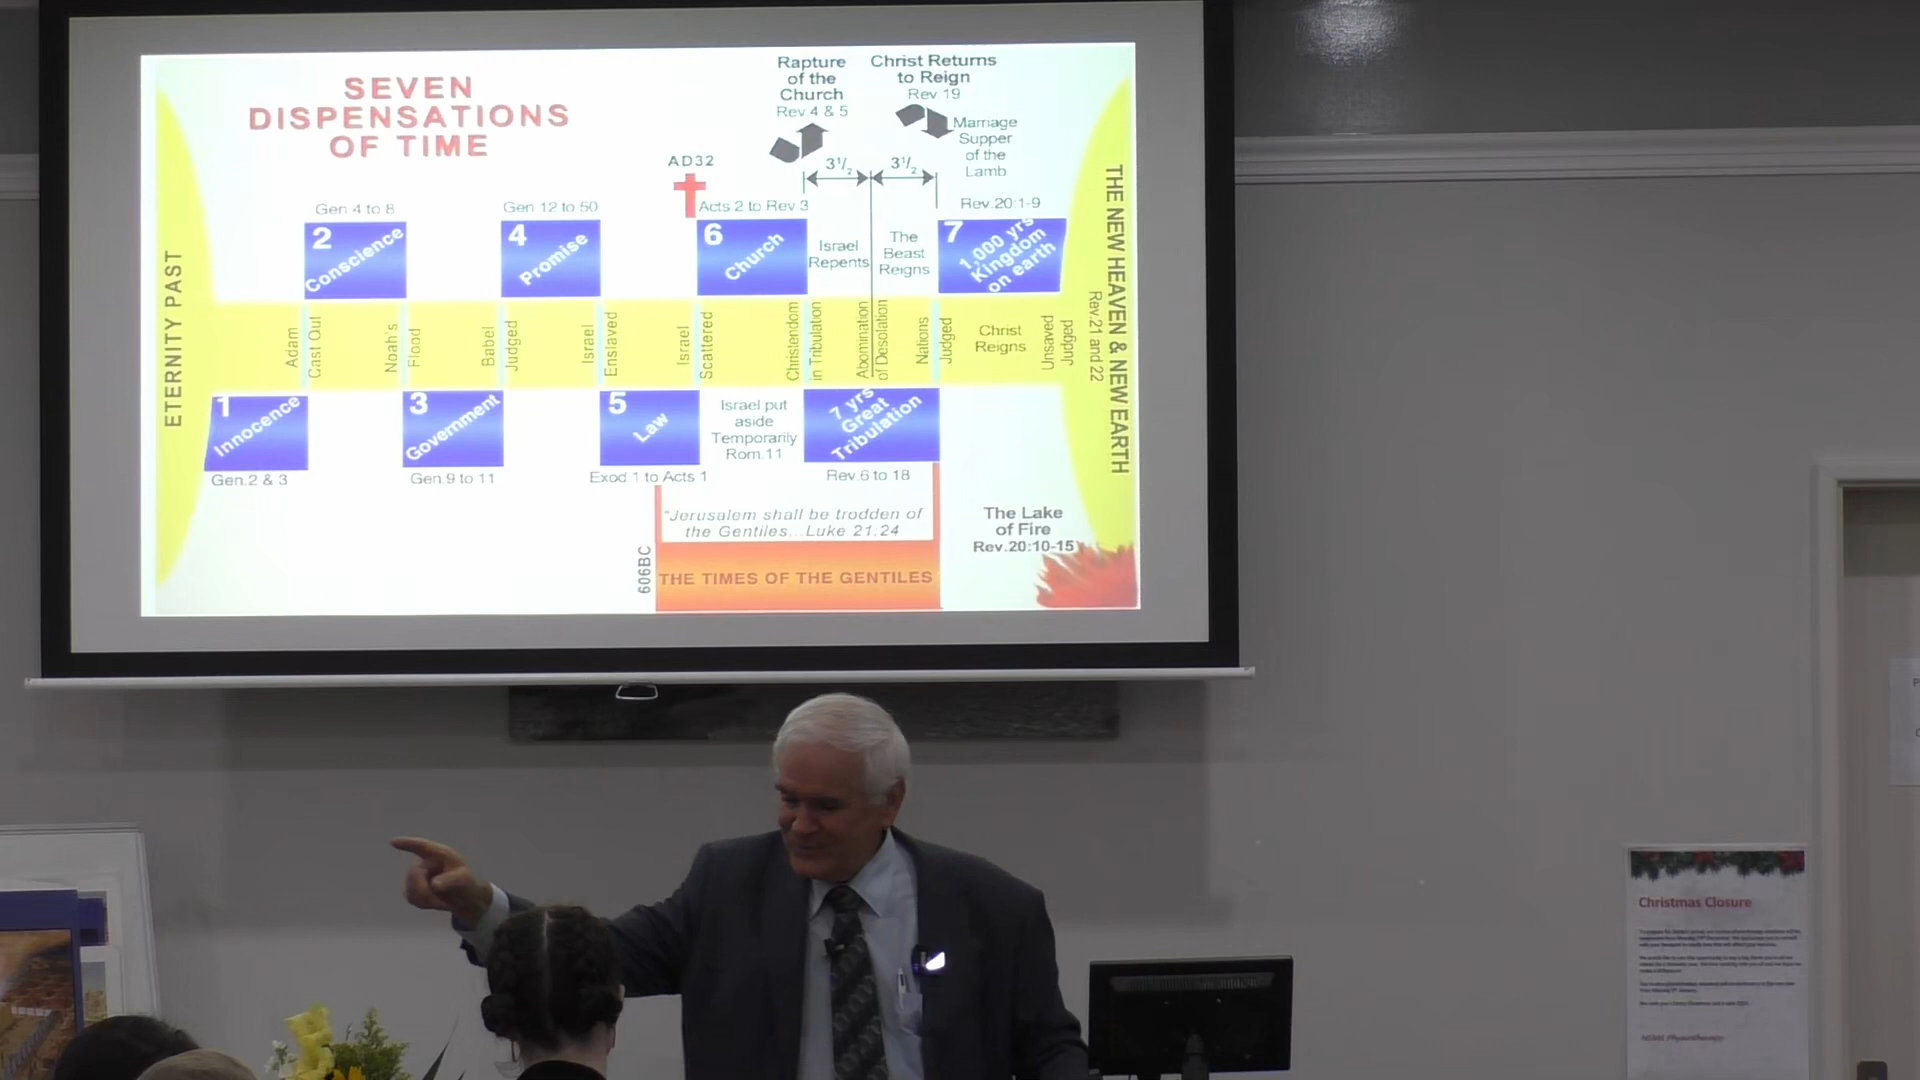 SEVEN
DISPENSATIONS
OF TIME
Rapture
of the
Church
Rev 4 & 5
Christ Returns
to Reign
Rev 19
Marriage
Supper
of the
Lamb
AD32
3 1/2
3 1/2
Gen 4 to 8
Gen 12 to 50
Acts 2 to Rev 3
Rev.20:1-9
2
Conscience
4
Promise
6
Church
Israel
Repents
The
Beast
Reigns
7
1,000 yrs
Kingdom
on earth
ETERNITY PAST
Adam
Cast Out
Noah's
Flood
Babel
Judged
Israel
Enslaved
Israel
Scattered
Christendom
in Tribulation
Abomination
of Desolation
Nations
Judged
Christ
Reigns
Unsaved
Judged
THE NEW HEAVEN & NEW EARTH
Rev.21 and 22
1
Innocence
3
Government
5
Law
Israel put
aside
Temporarily
Rom.11
7 yrs
Great
Tribulation
Gen.2 & 3
Gen.9 to 11
Exod 1 to Acts 1
Rev.6 to 18
"Jerusalem shall be trodden of
the Gentiles...Luke 21:24
606BC
THE TIMES OF THE GENTILES
The Lake
of Fire
Rev.20:10-15
Christmas Closure